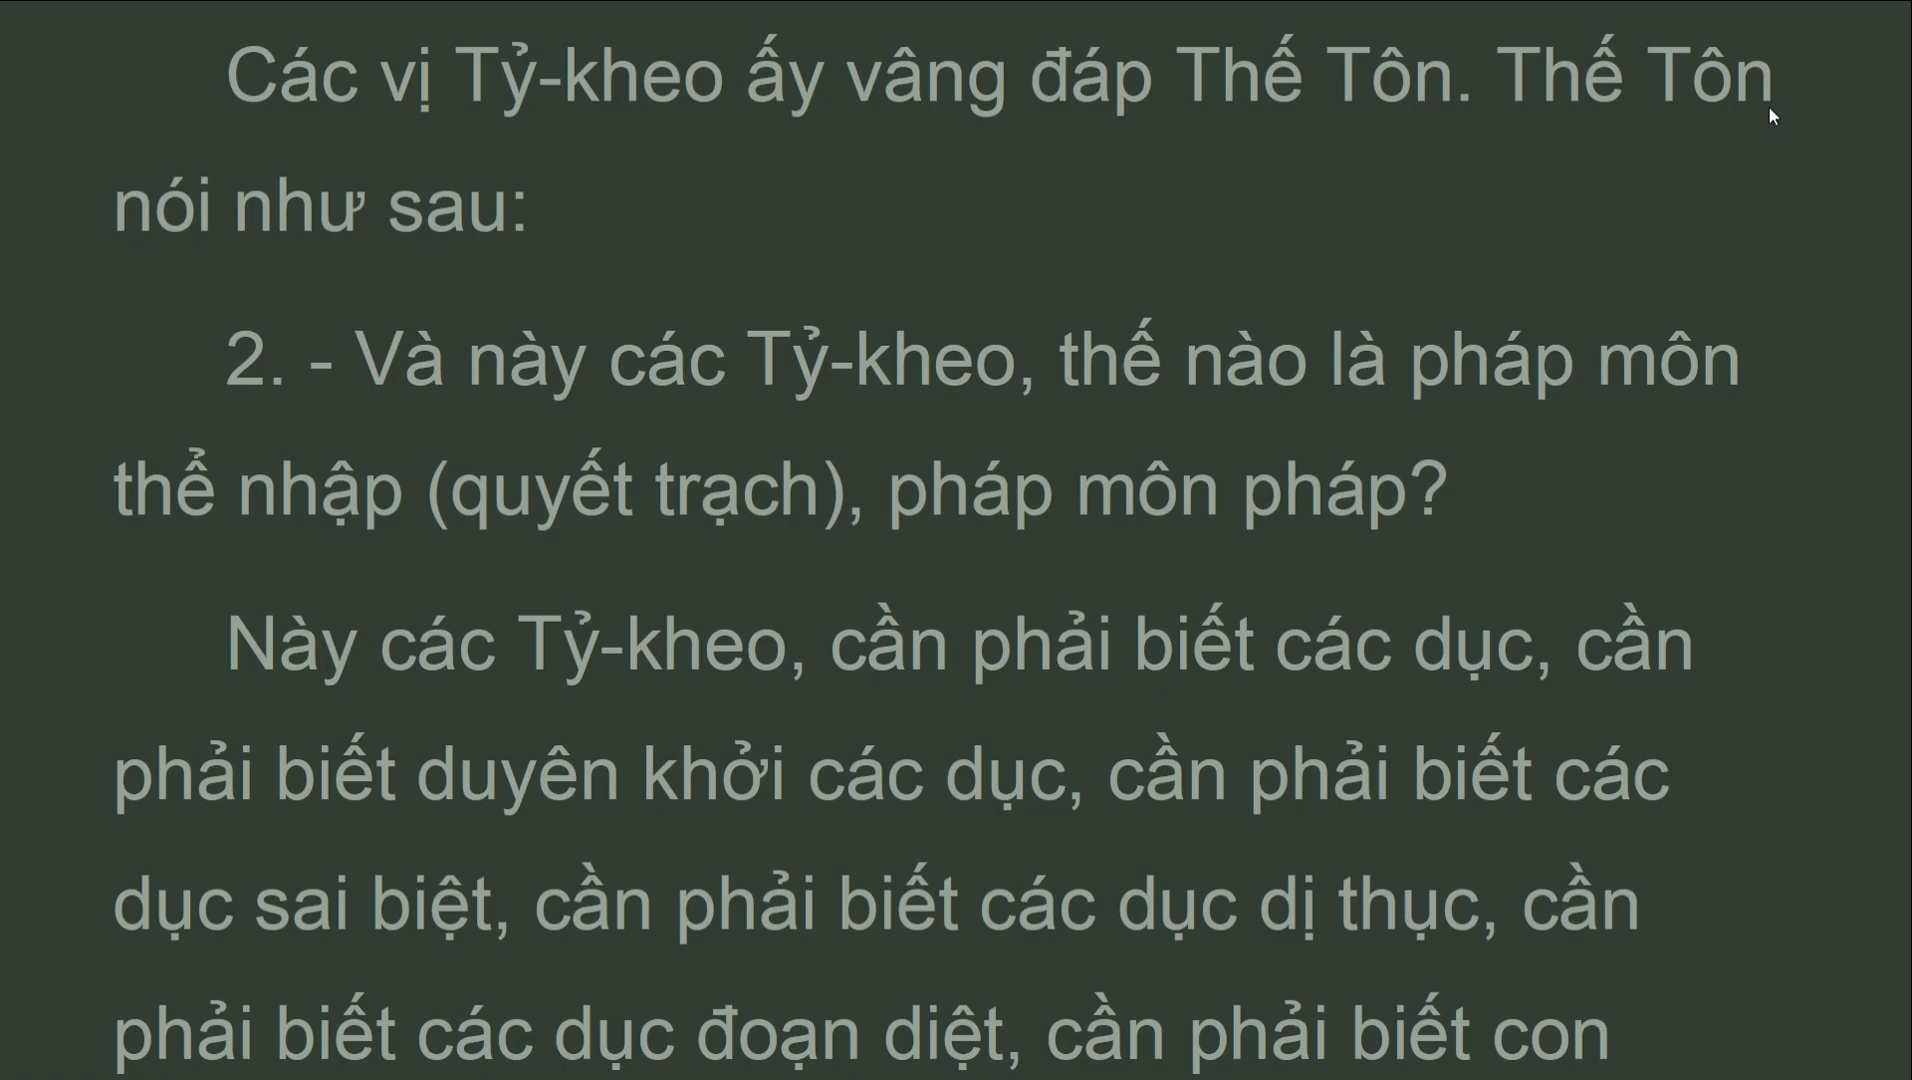 Các vị Tỷ-kheo ấy vâng đáp Thế Tôn. Thế Tôn
nói như sau:
2. - Và này các Tỷ-kheo, thế nào là pháp môn
thể nhập (quyết trạch), pháp môn pháp?
Này các Tỷ-kheo, cần phải biết các dục, cần
phải biết duyên khởi các dục, cần phải biết các
dục sai biệt, cần phải biết các dục dị thục, cần
phải biết các dục đoạn diệt, cần phải biết con